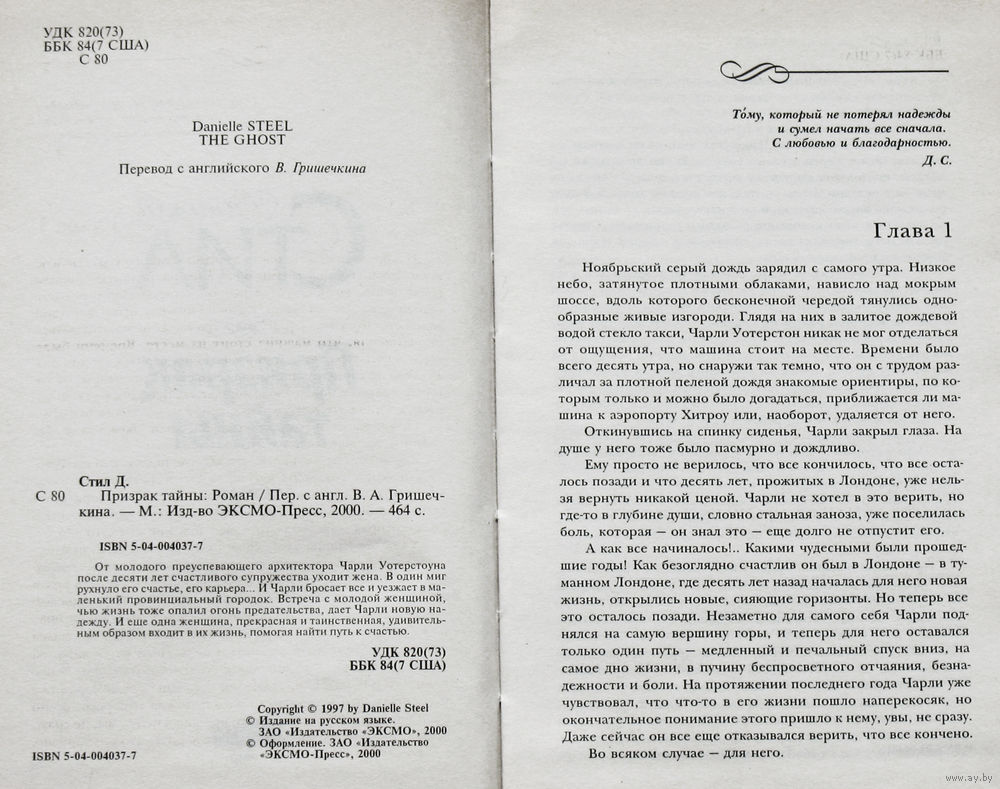 УДК 820(73)
ББК 84(7 США)
С 80
Danielle STEEL
THE GHOST
Перевод с английского В. Гришечкина
Стил Д.
С 80 Призрак тайны: Роман / Пер. с англ. В. А. Гришеч-
кина. — М.: Изд-во ЭКСМО-Пресс, 2000. — 464 с.
ISBN 5-04-004037-7
От молодого преуспевающего архитектора Чарли Уотерстоуна
после десяти лет счастливого супружества уходит жена. В один миг
рухнуло его счастье, его карьера... И Чарли бросает все и уезжает в ма-
ленький провинциальный городок. Встреча с молодой женщиной,
чью жизнь тоже опалил огонь предательства, дает Чарли новую на-
дежду. И еще одна женщина, прекрасная и таинственная, удивитель-
ным образом входит в их жизнь, помогая найти путь к счастью.
УДК 820(73)
ББК 84(7 США)
Copyright © 1997 by Danielle Steel
© Издание на русском языке.
ЗАО «Издательство «ЭКСМО», 2000
© Оформление. ЗАО «Издательство
«ЭКСМО-Пресс», 2000
ISBN 5-04-004037-7
То́му, который не потерял надежды
и сумел начать все сначала.
С любовью и благодарностью.
Д. С.
Глава 1
Ноябрьский серый дождь зарядил с самого утра. Низкое
небо, затянутое плотными облаками, нависло над мокрым
шоссе, вдоль которого бесконечной чередой тянулись одно-
образные живые изгороди. Глядя на них в залитое дождевой
водой стекло такси, Чарли Уотерстон никак не мог отделаться
от ощущения, что машина стоит на месте. Времени было
всего десять утра, но снаружи так темно, что он с трудом раз-
личал за плотной пеленой дождя знакомые ориентиры, по ко-
торым только и можно было догадаться, приближается ли ма-
шина к аэропорту Хитроу или, наоборот, удаляется от него.
Откинувшись на спинку сиденья, Чарли закрыл глаза. На
душе у него тоже было пасмурно и дождливо.
Ему просто не верилось, что все кончилось, что все оста-
лось позади и что десять лет, прожитых в Лондоне, уже нель-
зя вернуть никакой ценой. Чарли не хотел в это верить, но
где-то в глубине души, словно стальная заноза, уже поселилась
боль, которая — он знал это — еще долго не отпустит его.
А как все начиналось!.. Какими чудесными были прошед-
шие годы! Как безоглядно счастлив он был в Лондоне — в ту-
манном Лондоне, где десять лет назад началась для него новая
жизнь, открылись новые, сияющие горизонты. Но теперь все
это осталось позади. Незаметно для самого себя Чарли под-
нялся на самую вершину горы, и теперь для него оставался
только один путь — медленный и печальный спуск вниз, на
самое дно жизни, в пучину беспросветного отчаяния, безна-
дежности и боли. На протяжении последнего года Чарли уже
чувствовал, что что-то в его жизни пошло наперекосяк, но
окончательное понимание этого пришло к нему, увы, не сразу.
Даже сейчас он все еще отказывался верить, что все кончено.
Во всяком случае — для него.
www.ay.by